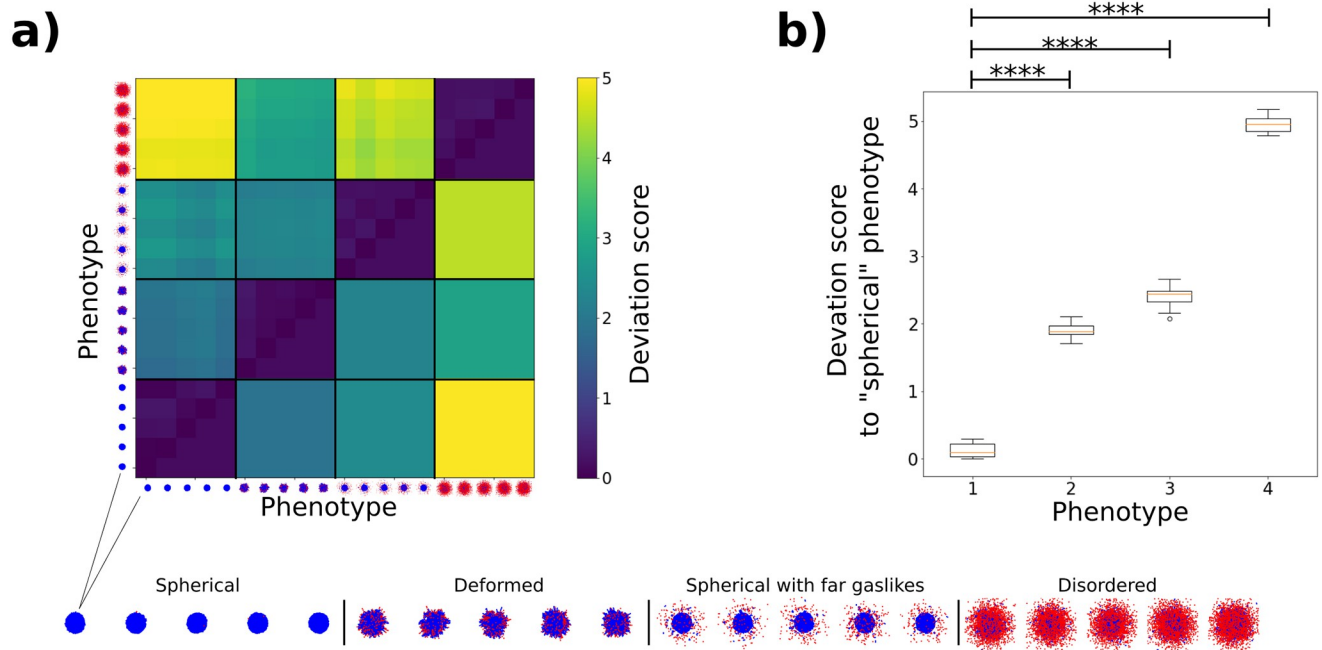 a)
Phenotype
5
4
3
2
1
0
Deviation score
Phenotype
b)
****
****
****
Devation score
to "spherical" phenotype
5
4
3
2
1
0
1 2 3 4
Phenotype
Spherical Deformed Spherical with far gaslikes Disordered